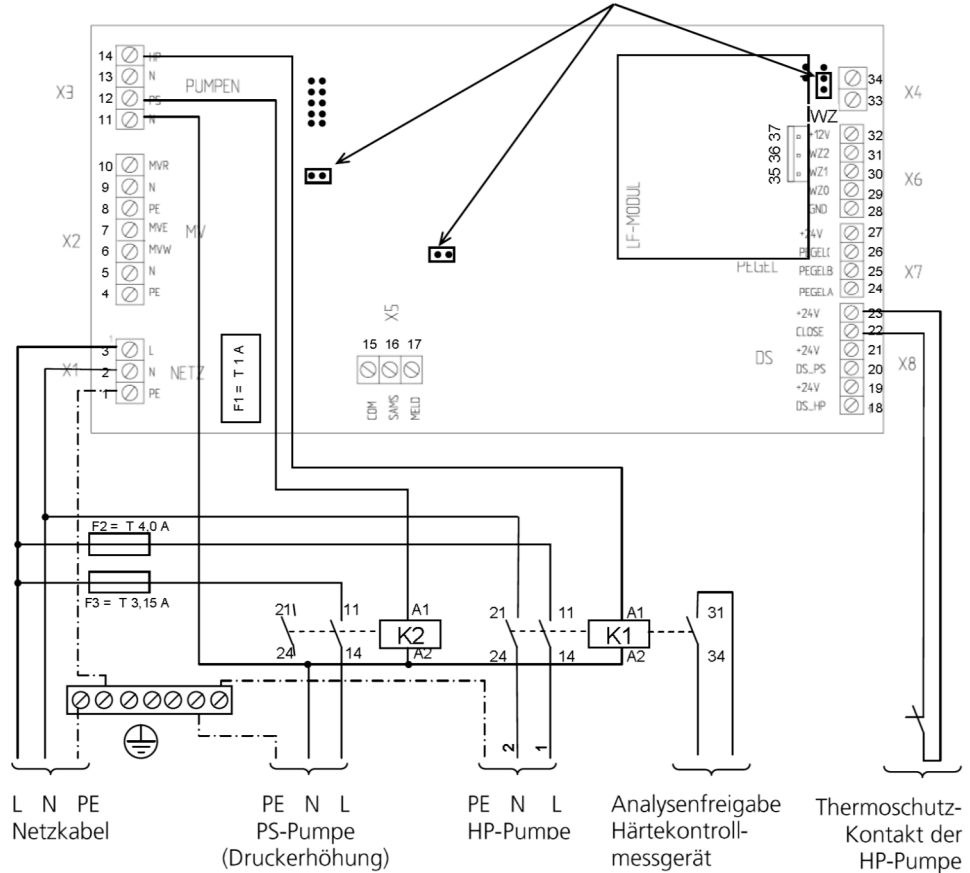 X3
14 HP
13 N
12 PS
11 N
PUMPEN
X2
10 MVR
9 N
8 PE
7 MVE
6 MVW
5 N
4 PE
MV
X1
3 L
2 N
1 PE
NETZ
F1 = T 1 A
X5
15 16 17
COM SAMS MELD
LF-MODUL
WZ
35 36 37
34
33
X4
+12V 32
WZ2 31
WZ1 30
WZ0 29
GND 28
X6
+24V 27
PEGELC 26
PEGELB 25
PEGELA 24
PEGEL
X7
+24V 23
CLOSE 22
+24V 21
DS_PS 20
+24V 19
DS_HP 18
DS
X8
F2 = T 4,0 A
F3 = T 3,15 A
21 11 A1
K2
24 14 A2
21 11 A1
K1
24 14 A2
31
34
2 1
L N PE
Netzkabel
PE N L
PS-Pumpe
(Druckerhöhung)
PE N L
HP-Pumpe
Analysenfreigabe
Härtekontroll-
messgerät
Thermoschutz-
Kontakt der
HP-Pumpe